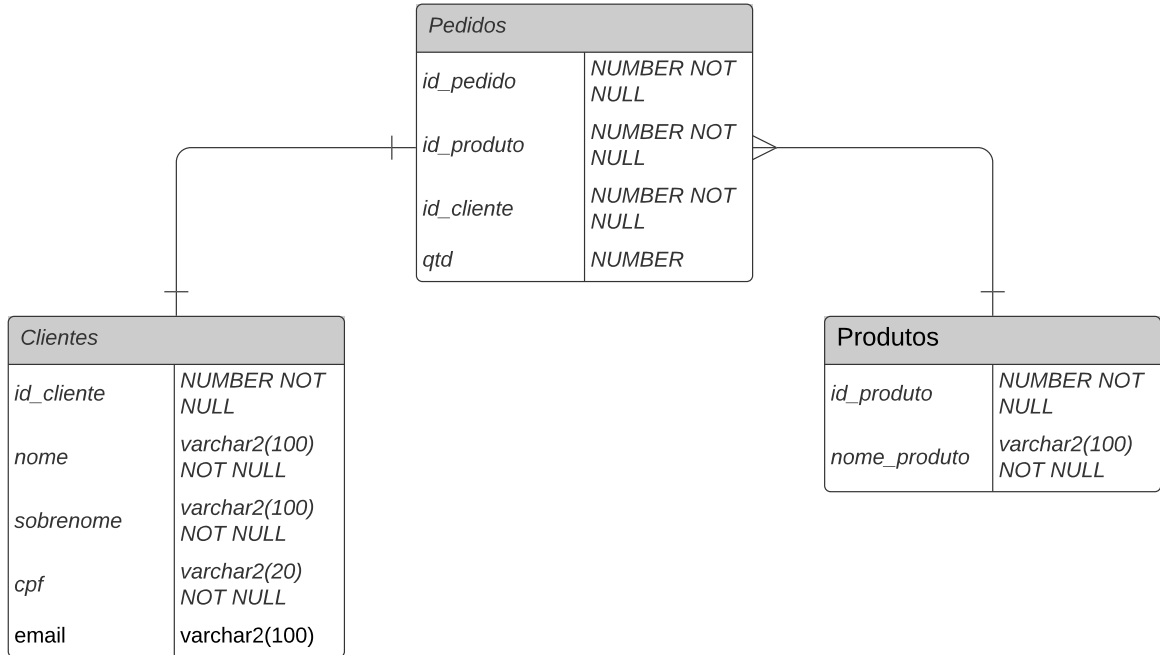 Pedidos
id_pedido
NUMBER NOT
NULL
id_produto
NUMBER NOT
NULL
id_cliente
NUMBER NOT
NULL
qtd
NUMBER
Clientes
id_cliente
NUMBER NOT
NULL
nome
varchar2(100)
NOT NULL
sobrenome
varchar2(100)
NOT NULL
cpf
varchar2(20)
NOT NULL
email
varchar2(100)
Produtos
id_produto
NUMBER NOT
NULL
nome_produto
varchar2(100)
NOT NULL